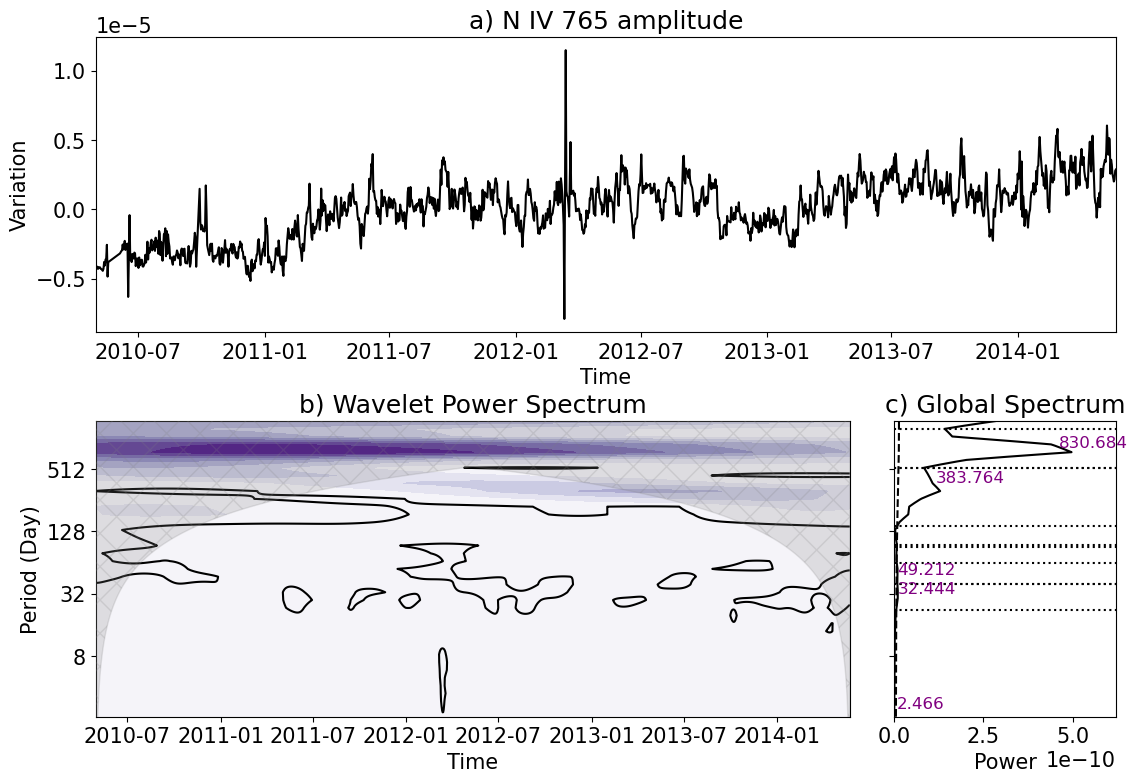 a) N IV 765 amplitude
1e−5
1.0
0.5
0.0
−0.5
Variation
2010-07 2011-01 2011-07 2012-01 2012-07 2013-01 2013-07 2014-01
Time
b) Wavelet Power Spectrum
512
128
32
8
Period (Day)
2010-07 2011-01 2011-07 2012-01 2012-07 2013-01 2013-07 2014-01
Time
c) Global Spectrum
830.684
383.764
49.212
32.444
2.466
0.0 2.5 5.0
Power 1e−10